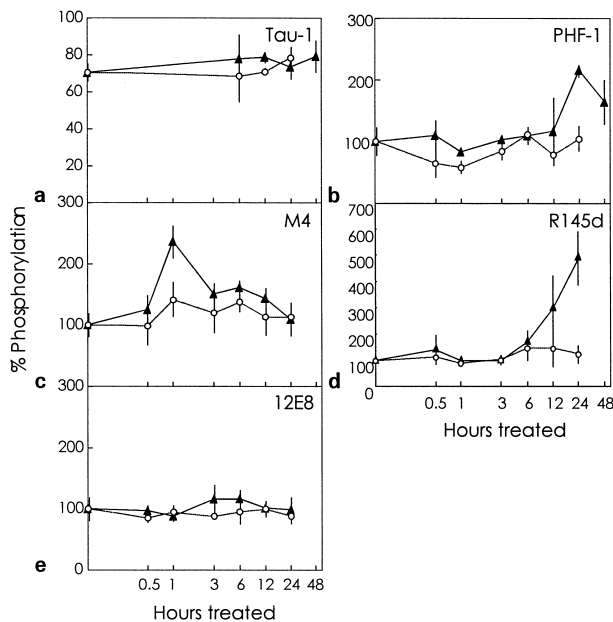 100
80
60
40
20
Tau-1
a
200
100
PHF-1
b
% Phosphorylation
300
200
100
M4
c
700
600
500
400
300
200
100
0
R145d
d
0.5 1 3 6 12 24 48
Hours treated
300
200
100
0
12E8
e
0.5 1 3 6 12 24 48
Hours treated